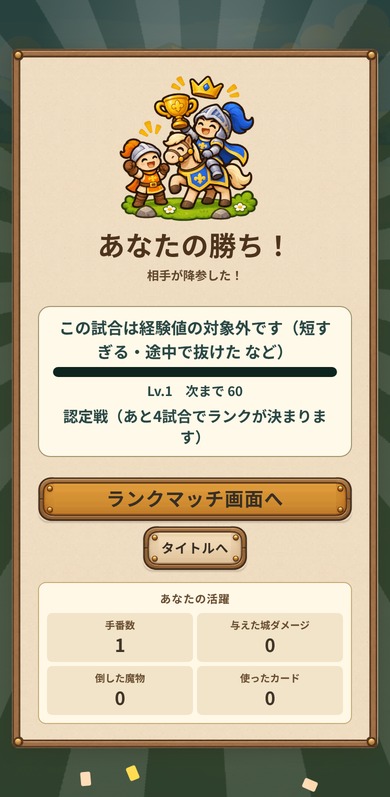 あなたの勝ち！
相手が降参した！
この試合は経験値の対象外です（短す
ぎる・途中で抜けた など）
Lv.1　次まで 60
認定戦（あと4試合でランクが決まりま
す）
ランクマッチ画面へ
タイトルへ
あなたの活躍
手番数
1
与えた城ダメージ
0
倒した魔物
0
使ったカード
0